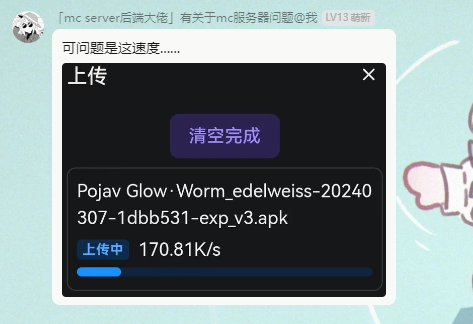 「mc server后端大佬」有关于mc服务器问题@我 LV13 萌新
可问题是这速度......
上传
清空完成
Pojav Glow·Worm_edelweiss-20240
307-1dbb531-exp_v3.apk
上传中 170.81K/s